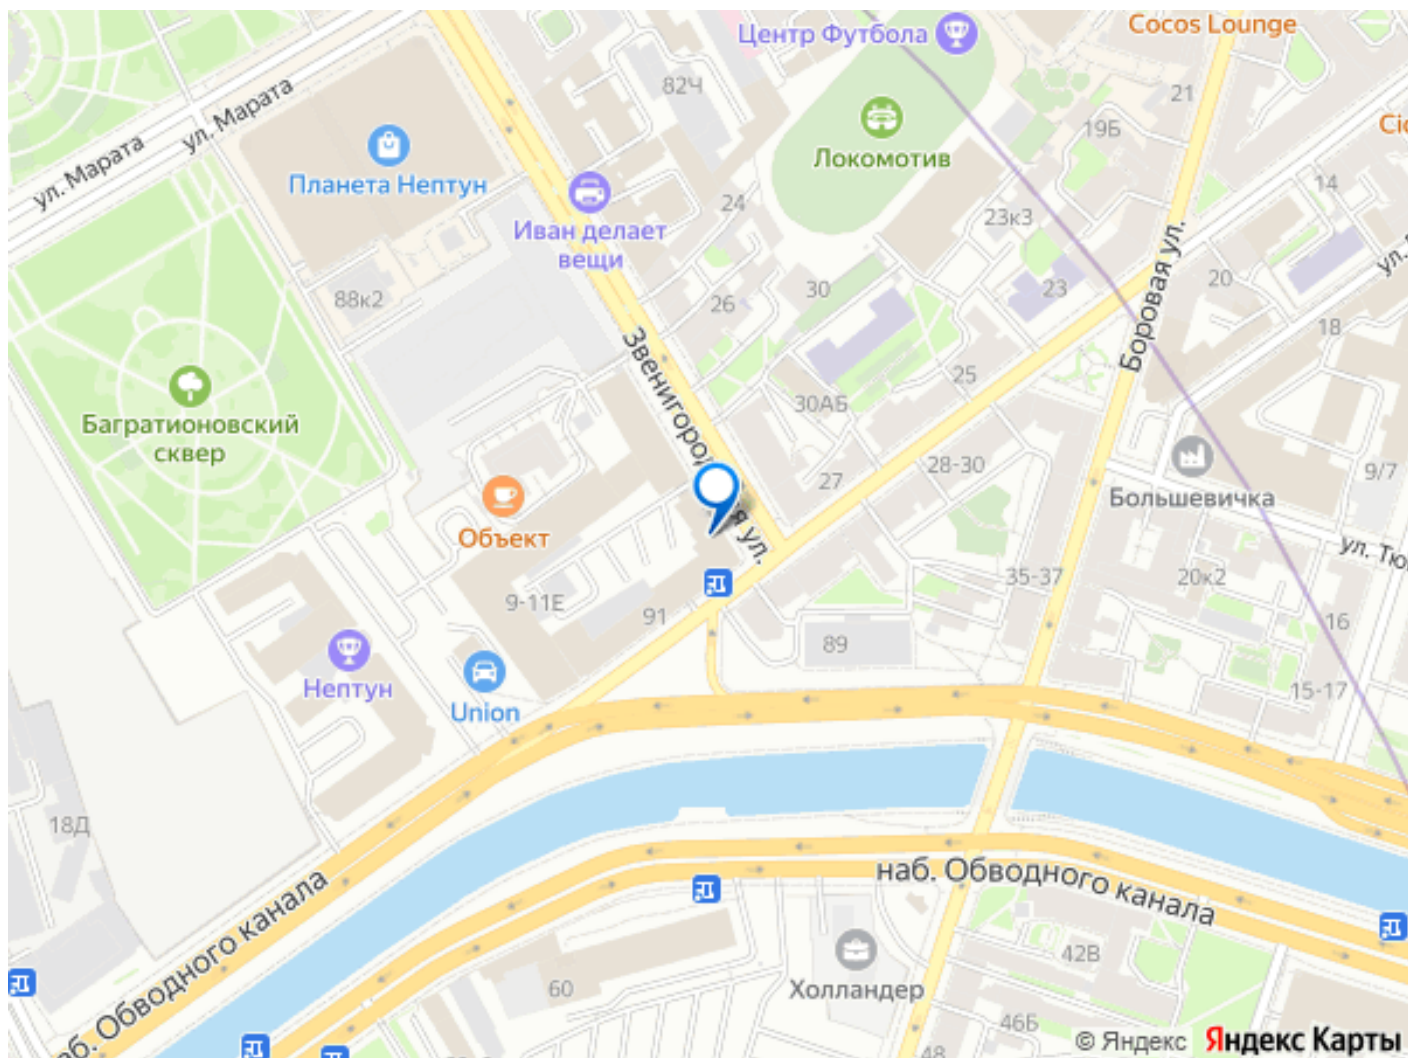 Центр Футбола
Cocos Lounge
82Ч
21
19Б
ул. Марата
ул. Марата
Планета Нептун
Локомотив
14
Иван делает
вещи
24
23к3
88к2
26
30
23
20
18
Боровая ул.
Звенигородская ул.
25
30АБ
Багратионовский
сквер
27
28-30
Большевичка
9/7
Объект
35-37
20к2
9-11Е
91
89
16
Нептун
Union
15-17
18Д
наб. Обводного канала
наб. Обводного канала
60
Холландер
42В
46Б
48
© Яндекс Яндекс Карты